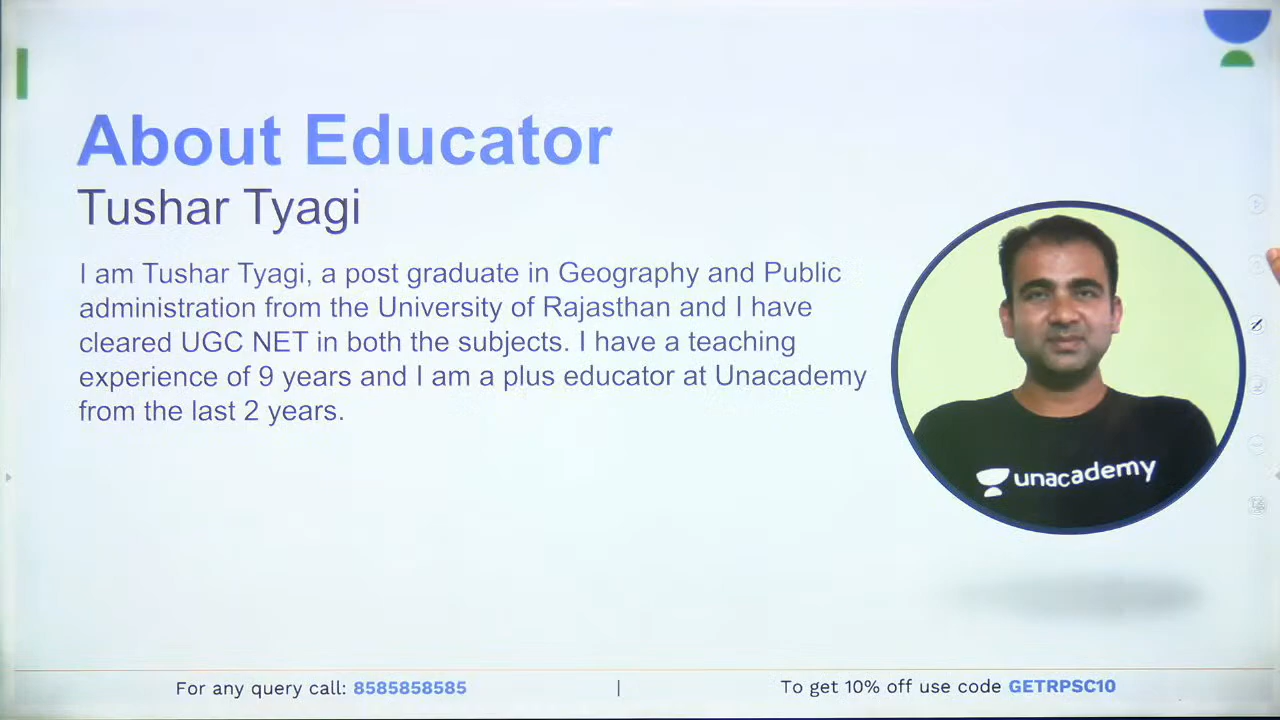 About Educator
Tushar Tyagi
I am Tushar Tyagi, a post graduate in Geography and Public
administration from the University of Rajasthan and I have
cleared UGC NET in both the subjects. I have a teaching
experience of 9 years and I am a plus educator at Unacademy
from the last 2 years.
unacademy
For any query call: 8585858585 | To get 10% off use code GETRPSC10